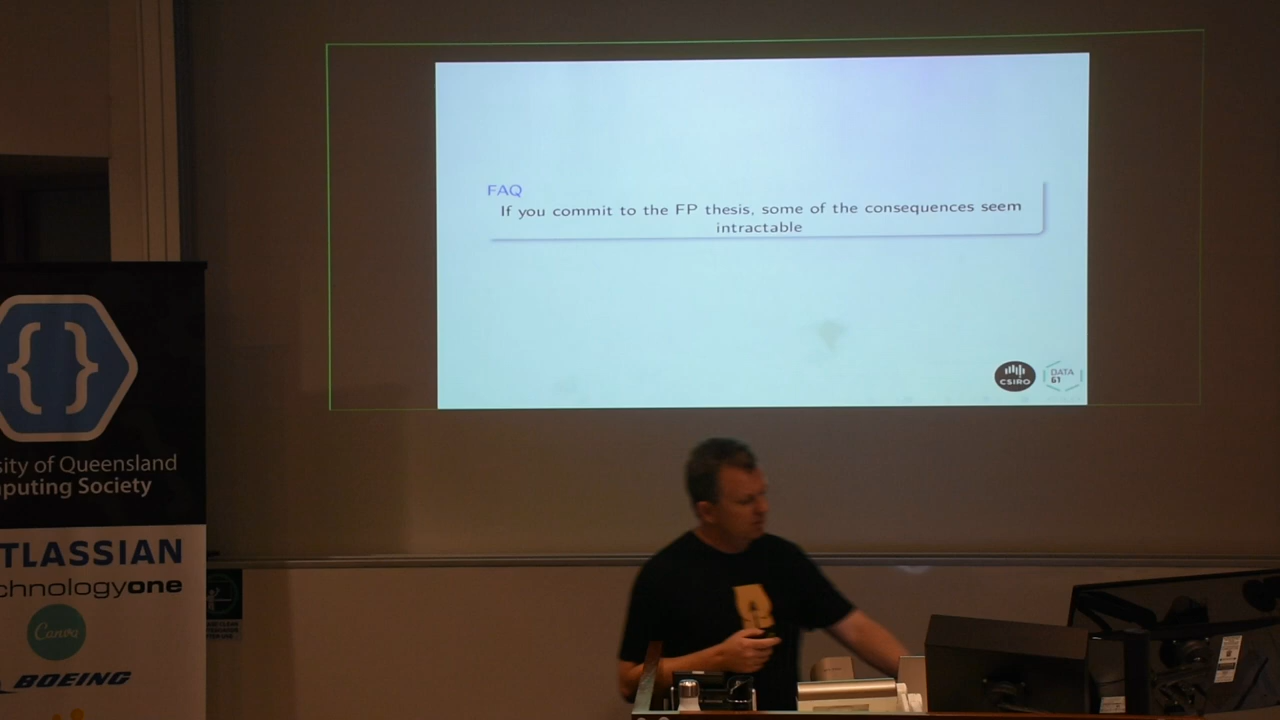 FAQ
If you commit to the FP thesis, some of the consequences seem
intractable
CSIRO
DATA
61
sity of Queensland
puting Society
TLASSIAN
chnologyone
Canva
BOEING